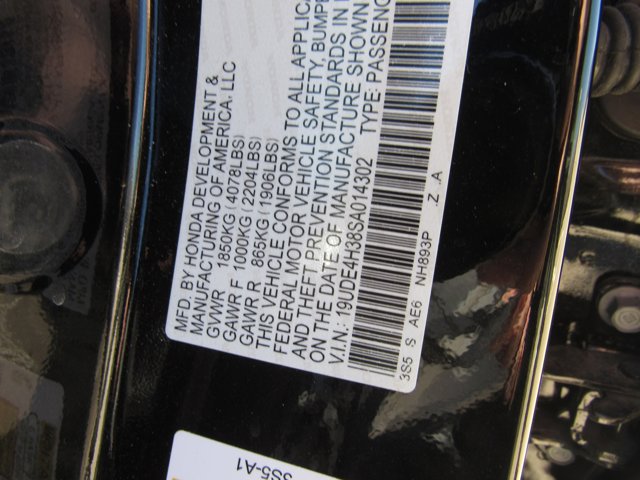 MFD. BY HONDA DEVELOPMENT &
MANUFACTURING OF AMERICA, LLC
GVWR 1850KG (4078LBS)
GAWR F 1000KG (2204LBS)
GAWR R 865KG (1906LBS)
THIS VEHICLE CONFORMS TO ALL APPLICA
FEDERAL MOTOR VEHICLE SAFETY, BUMPE
AND THEFT PREVENTION STANDARDS IN
ON THE DATE OF MANUFACTURE SHOWN
V.I.N.: 19UDE4H38SA014302 TYPE: PASSENG
3S5 S AE6 NH893P Z A
3S5-A1